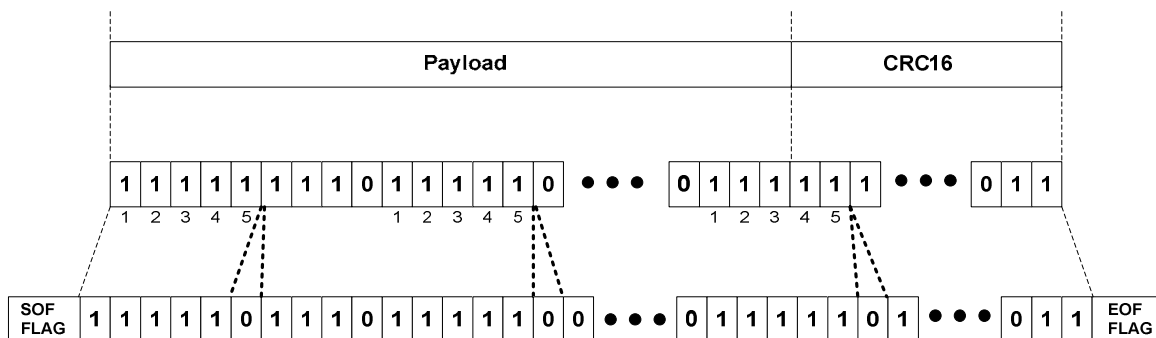 Payload CRC16
1 1 1 1 1 1 1 1 0 1 1 1 1 1 0 ● ● ● 0 1 1 1 1 1 1 ● ● ● 0 1 1
1 2 3 4 5 1 2 3 4 5 1 2 3 4 5
SOF FLAG 1 1 1 1 1 0 1 1 1 0 1 1 1 1 1 0 0 ● ● ● 0 1 1 1 1 1 0 1 ● ● ● 0 1 1 EOF FLAG